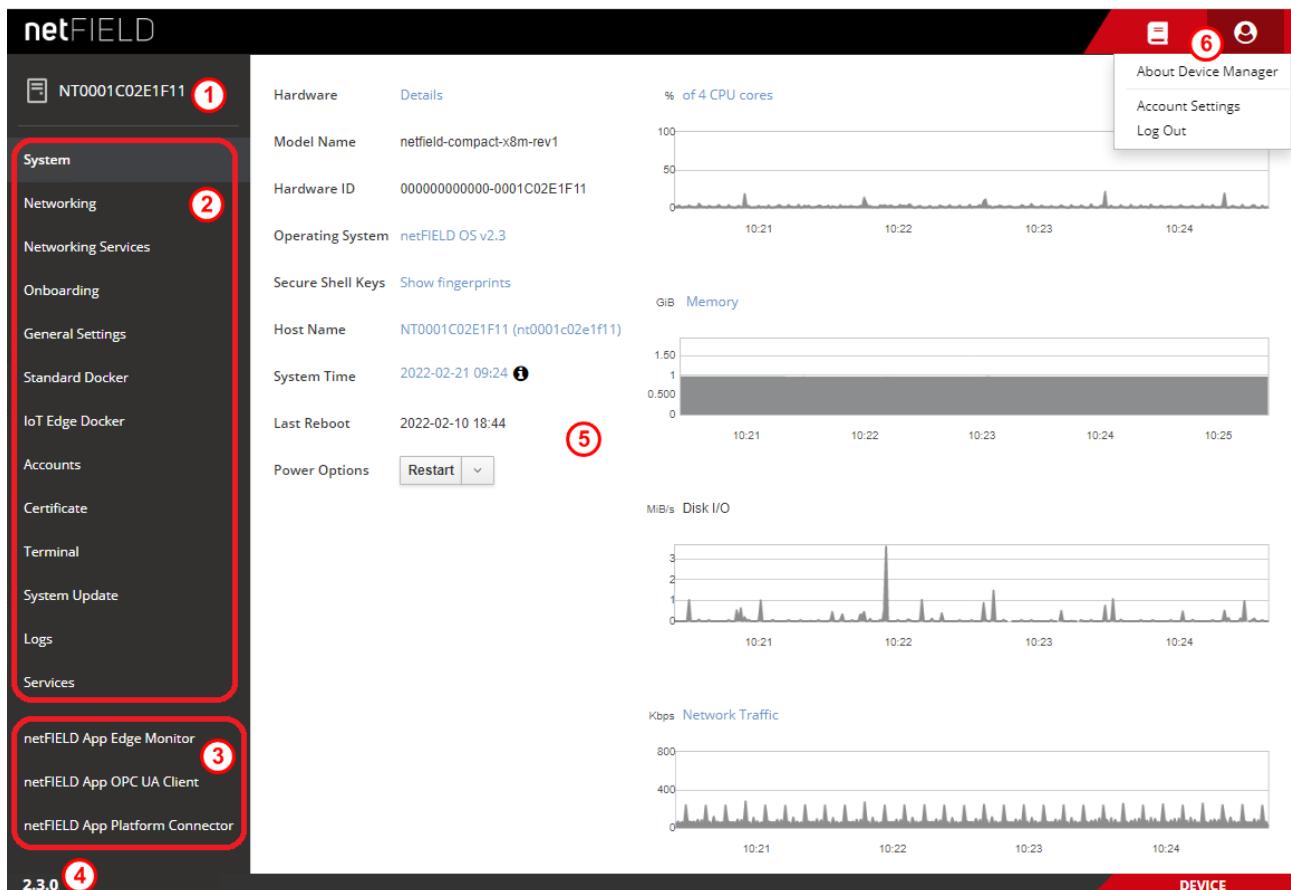 netFIELD
6
About Device Manager
Account Settings
Log Out
NT0001C02E1F11
1
System
Networking
2
Networking Services
Onboarding
General Settings
Standard Docker
IoT Edge Docker
Accounts
Certificate
Terminal
System Update
Logs
Services
netFIELD App Edge Monitor
3
netFIELD App OPC UA Client
netFIELD App Platform Connector
2.3.0
4
Hardware Details
Model Name netfield-compact-x8m-rev1
Hardware ID 000000000000-0001C02E1F11
Operating System netFIELD OS v2.3
Secure Shell Keys Show fingerprints
Host Name NT0001C02E1F11 (nt0001c02e1f11)
System Time 2022-02-21 09:24
Last Reboot 2022-02-10 18:44
5
Power Options Restart
% of 4 CPU cores
100
50
0
10:21 10:22 10:23 10:24
GiB Memory
1.50
1
0.500
0
10:21 10:22 10:23 10:24 10:25
MiB/s Disk I/O
3
2
1
0
10:21 10:22 10:23 10:24
Kbps Network Traffic
800
400
0
10:21 10:22 10:23 10:24
DEVICE